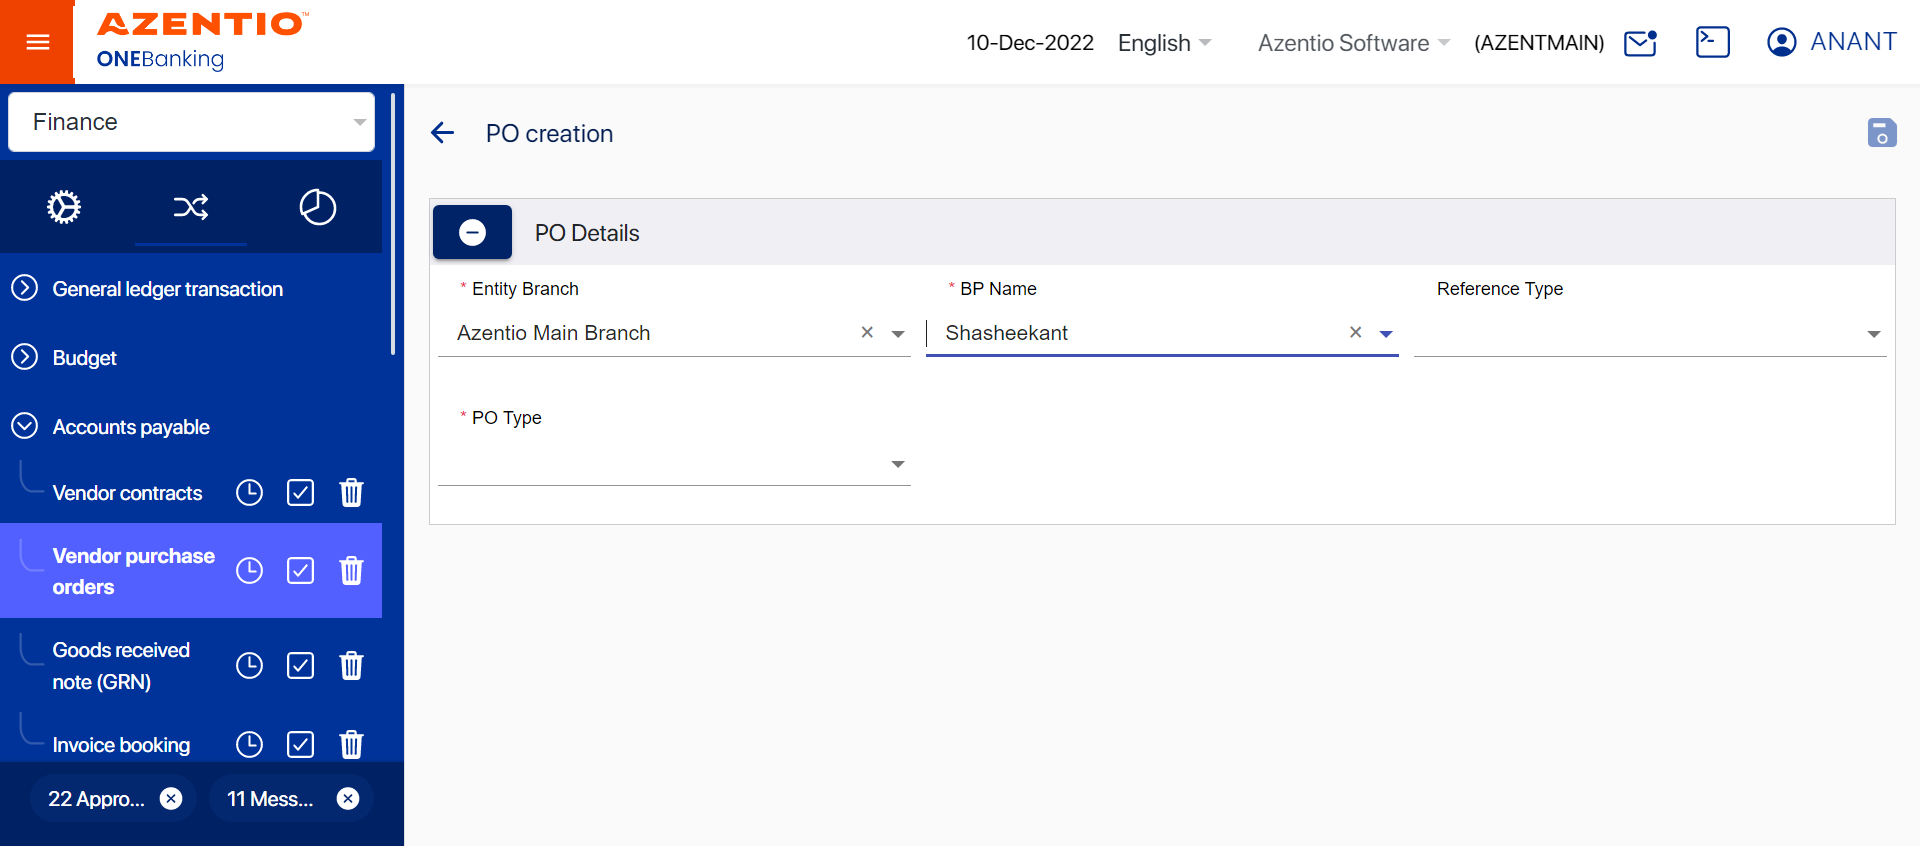 AZENTIO™
ONEBanking
10-Dec-2022 English Azentio Software (AZENTMAIN) ANANT
Finance
PO creation
PO Details
* Entity Branch * BP Name Reference Type
Azentio Main Branch × Shasheekant ×
* PO Type
General ledger transaction
Budget
Accounts payable
Vendor contracts
Vendor purchase
orders
Goods received
note (GRN)
Invoice booking
22 Appro... 11 Mess...